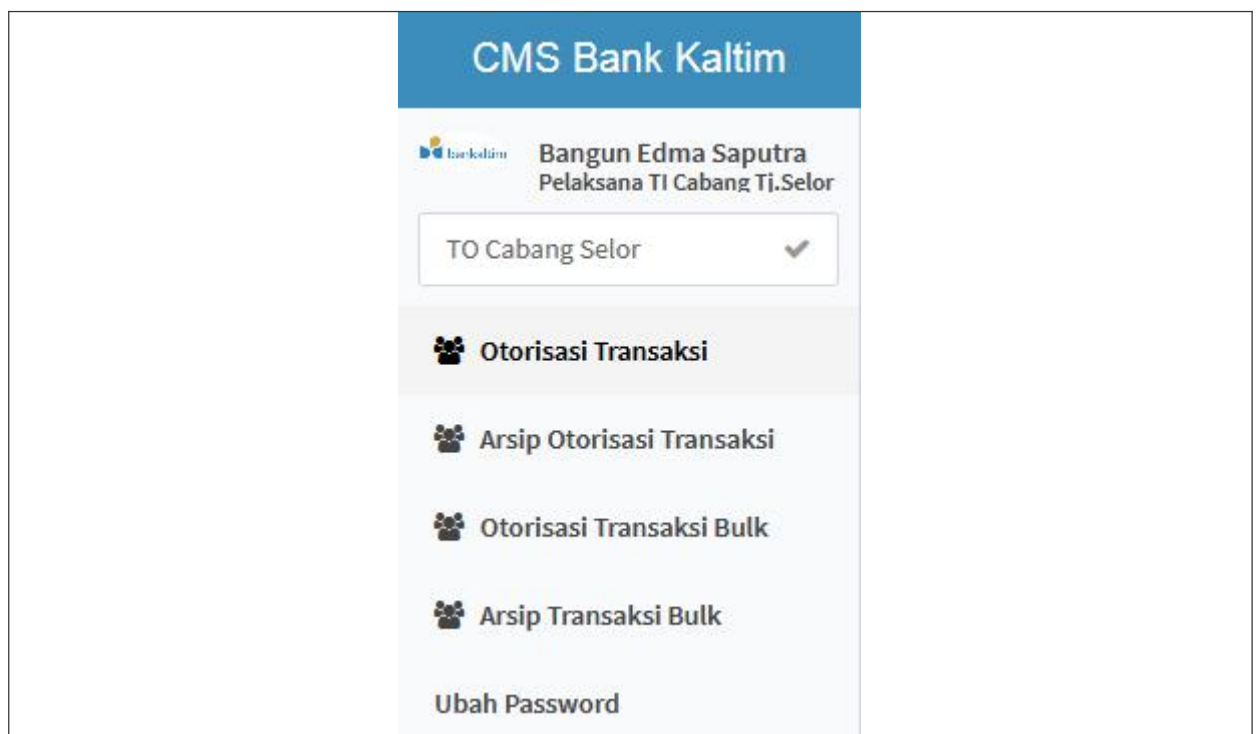 CMS Bank Kaltim
bankaltim
Bangun Edma Saputra
Pelaksana TI Cabang Tj.Selor
TO Cabang Selor
Otorisasi Transaksi
Arsip Otorisasi Transaksi
Otorisasi Transaksi Bulk
Arsip Transaksi Bulk
Ubah Password